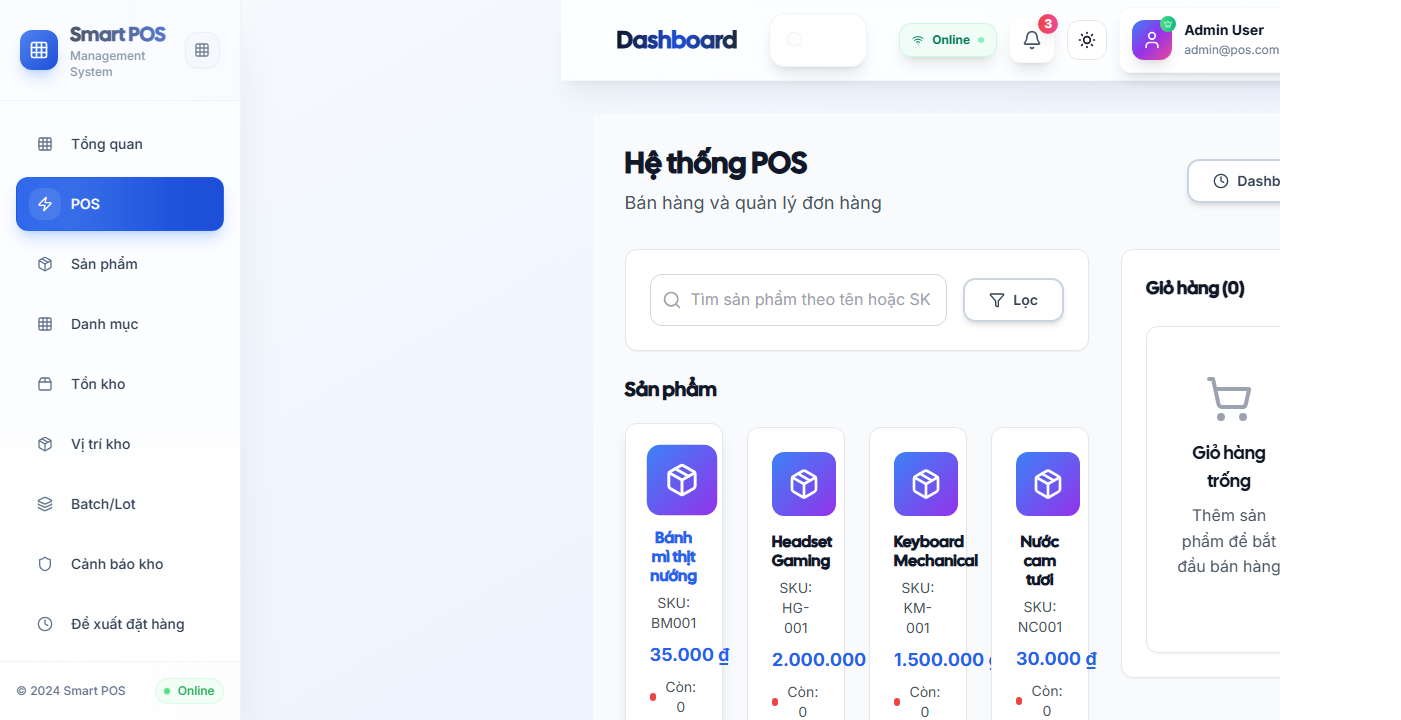 Smart POS
Management
System
Tổng quan
POS
Sản phẩm
Danh mục
Tồn kho
Vị trí kho
Batch/Lot
Cảnh báo kho
Đề xuất đặt hàng
© 2024 Smart POS
Online
Dashboard
Online
3
Admin User
admin@pos.com
Hệ thống POS
Bán hàng và quản lý đơn hàng
Dashb
Tìm sản phẩm theo tên hoặc SK
Lọc
Sản phẩm
Bánh
mì thịt
nướng
SKU:
BM001
35.000 ₫
Còn:
0
Headset
Gaming
SKU:
HG-
001
2.000.000
Còn:
0
Keyboard
Mechanical
SKU:
KM-
001
1.500.000
Còn:
0
Nước
cam
tươi
SKU:
NC001
30.000 ₫
Còn:
0
Giỏ hàng (0)
Giỏ hàng
trống
Thêm sản
phẩm để bắt
đầu bán hàng